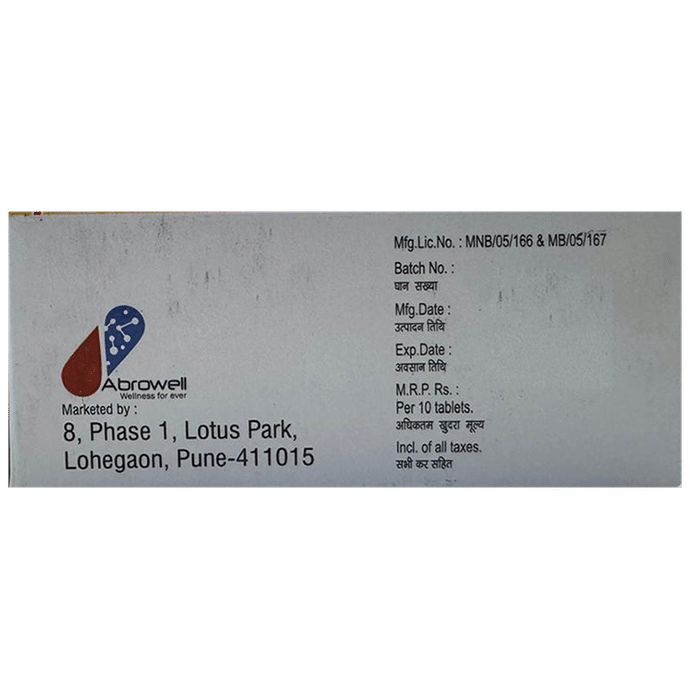 Abrowell
Wellness for ever
Marketed by :
8, Phase 1, Lotus Park,
Lohegaon, Pune-411015
Mfg.Lic.No. : MNB/05/166 & MB/05/167
Batch No. :
घान सख्या
Mfg.Date :
उत्पादन तिथि
Exp.Date :
अवसान तिथि
M.R.P. Rs. :
Per 10 tablets.
अधिकतम खुदरा मूल्य
Incl. of all taxes.
सभी कर सहित